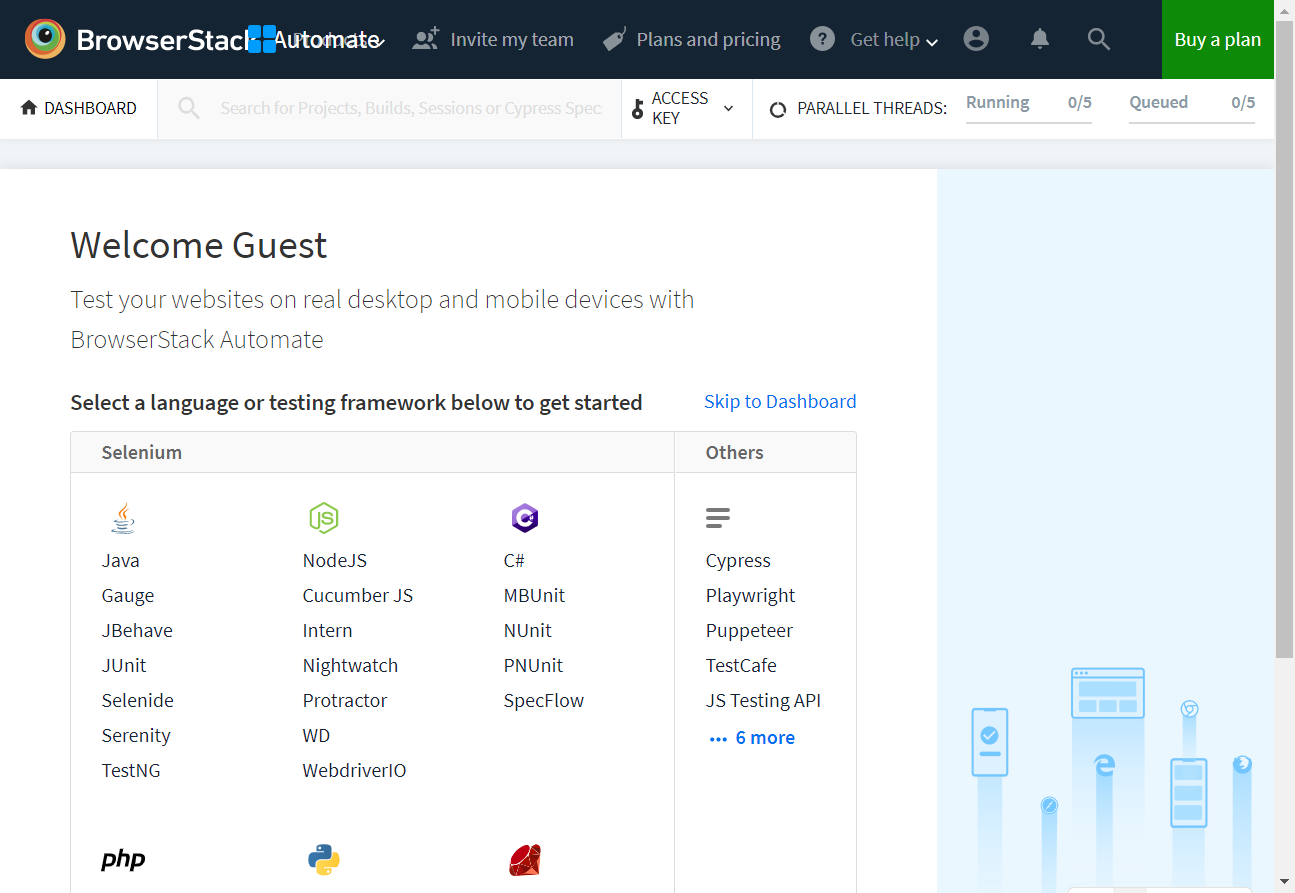 BrowserStack Automate Products Invite my team Plans and pricing ? Get help Buy a plan
DASHBOARD Search for Projects, Builds, Sessions or Cypress Spec: ACCESS KEY PARALLEL THREADS: Running 0/5 Queued 0/5
Welcome Guest
Test your websites on real desktop and mobile devices with
BrowserStack Automate
Select a language or testing framework below to get started Skip to Dashboard
Selenium Others
JS C
Java NodeJS C# Cypress
Gauge Cucumber JS MBUnit Playwright
JBehave Intern NUnit Puppeteer
JUnit Nightwatch PNUnit TestCafe
Selenide Protractor SpecFlow JS Testing API
Serenity WD ••• 6 more
TestNG WebdriverIO
php